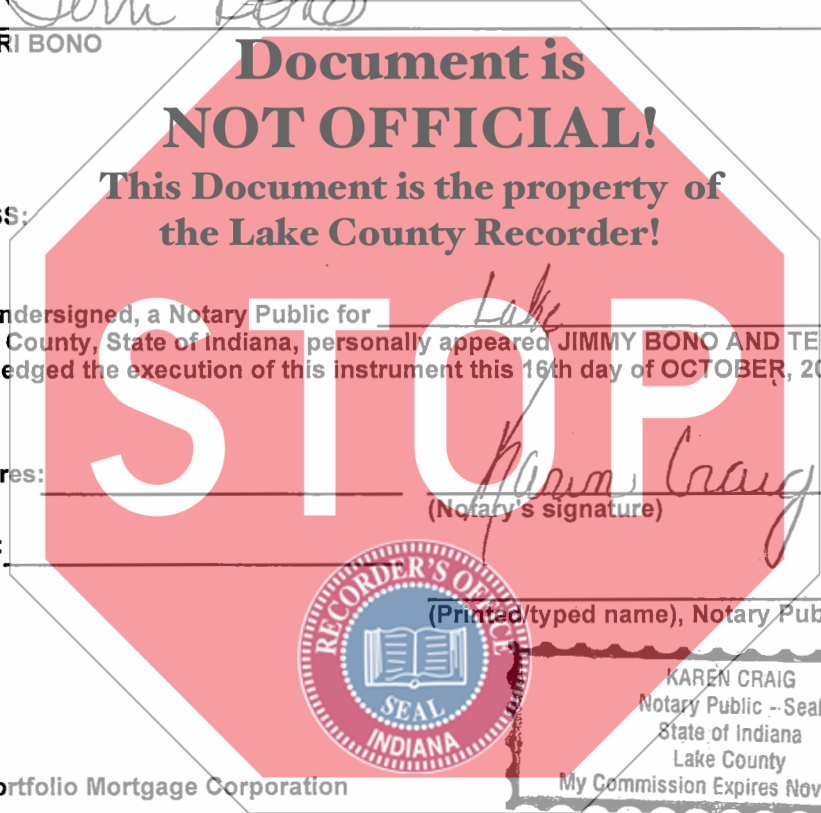 Terri Bono
RI BONO
Document is
NOT OFFICIAL!
This Document is the property of
the Lake County Recorder!
SS:
ndersigned, a Notary Public for Lake
County, State of Indiana, personally appeared JIMMY BONO AND TE
edged the execution of this instrument this 16th day of OCTOBER, 20
STOP
res:
Karen Craig
(Notary's signature)
:
RECORDER'S OFFICE
SEAL
INDIANA
(Printed/typed name), Notary Pub
KAREN CRAIG
Notary Public - Seal
State of Indiana
Lake County
My Commission Expires Nov
ortfolio Mortgage Corporation